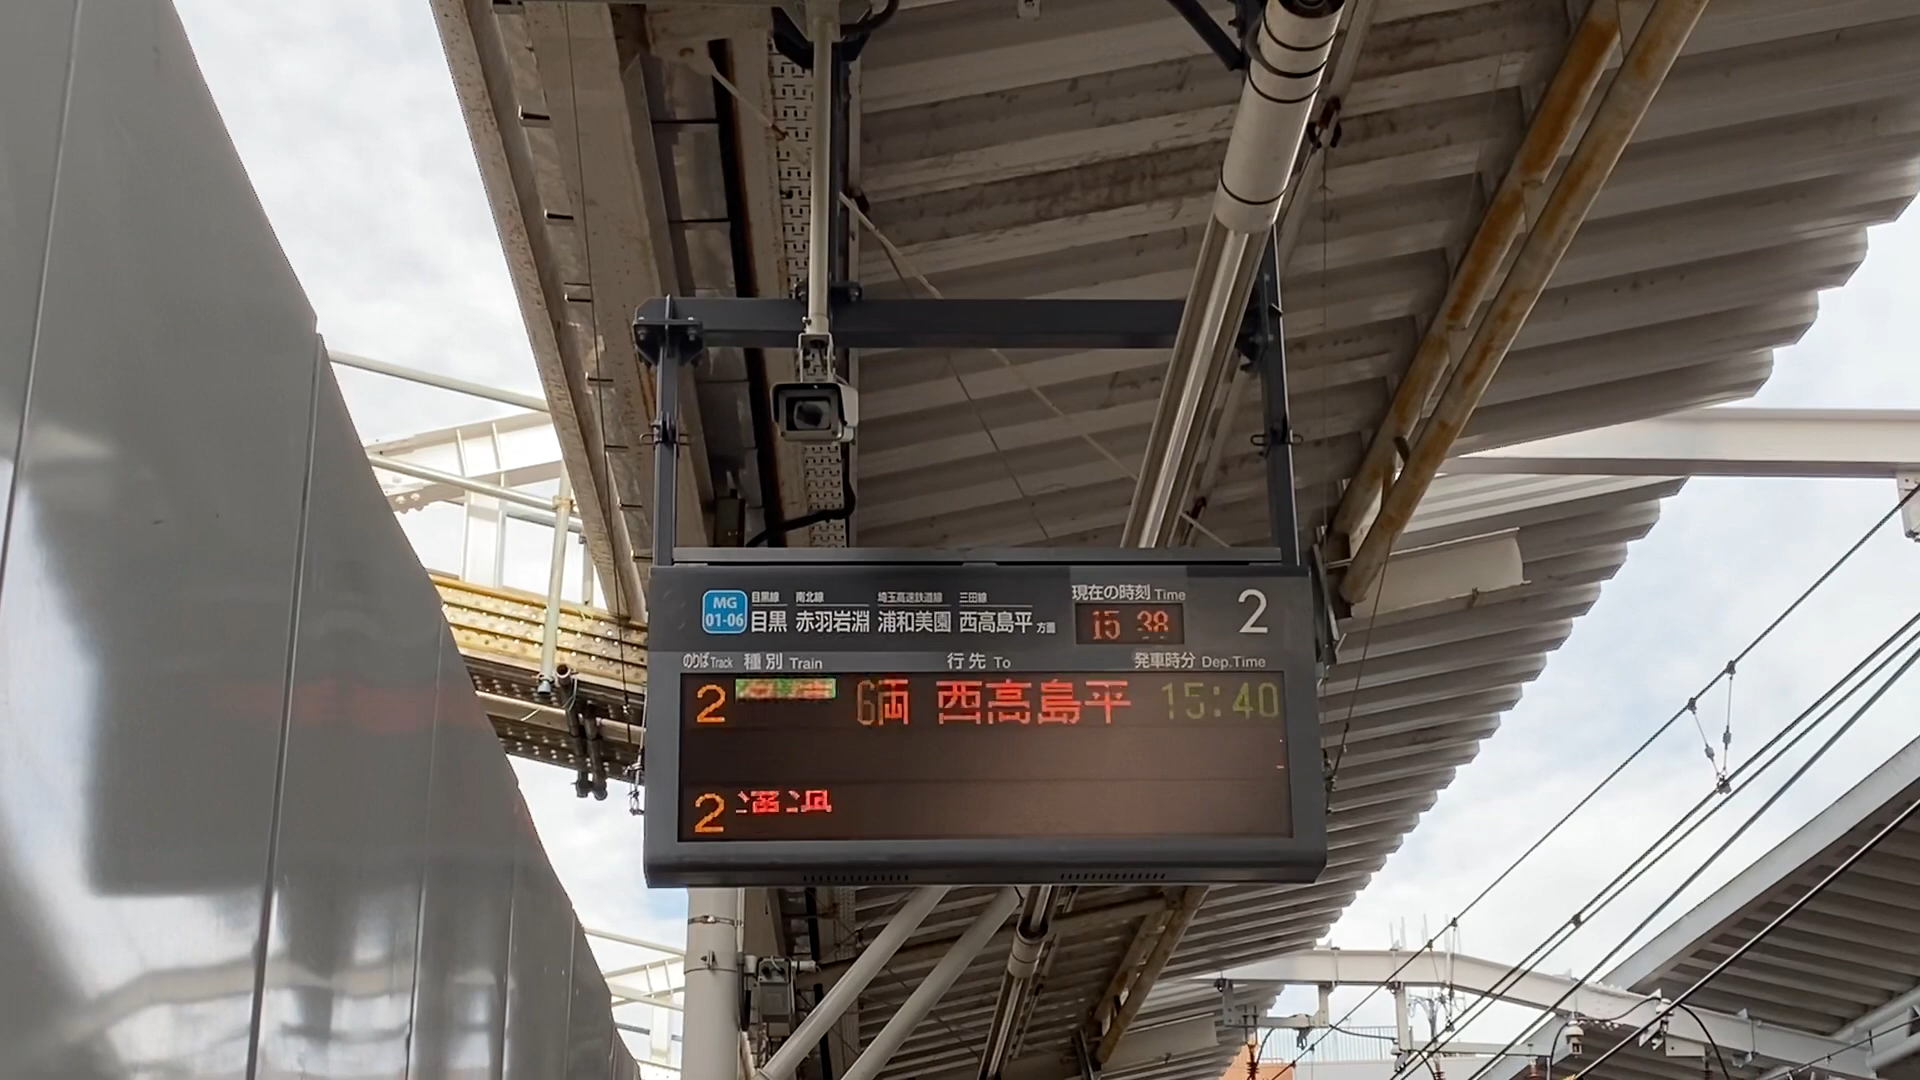 MG 01-06
目黒線 南北線 埼玉高速鉄道線 三田線
目黒 赤羽岩淵 浦和美園 西高島平 方面
現在の時刻 Time
15 38
2
のりば Track 種別 Train 行先 To 発車時分 Dep.Time
2 6両 西高島平 15:40
2